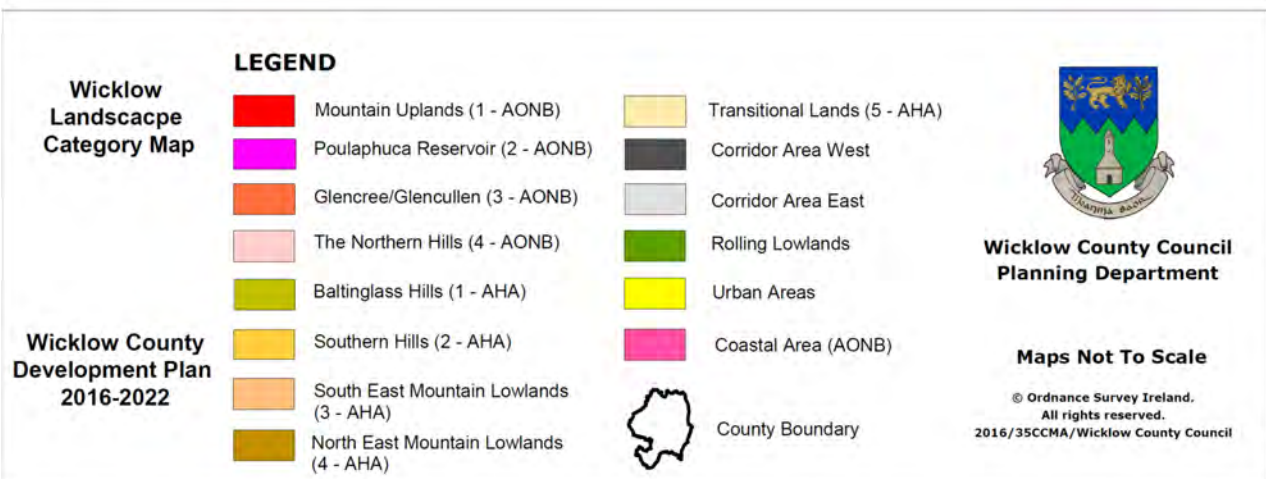 Wicklow
Landscacpe
Category Map
Wicklow County
Development Plan
2016-2022
LEGEND
Mountain Uplands (1 - AONB)
Poulaphuca Reservoir (2 - AONB)
Glencree/Glencullen (3 - AONB)
The Northern Hills (4 - AONB)
Baltinglass Hills (1 - AHA)
Southern Hills (2 - AHA)
South East Mountain Lowlands
(3 - AHA)
North East Mountain Lowlands
(4 - AHA)
Transitional Lands (5 - AHA)
Corridor Area West
Corridor Area East
Rolling Lowlands
Urban Areas
Coastal Area (AONB)
County Boundary
Wicklow County Council
Planning Department
Maps Not To Scale
© Ordnance Survey Ireland.
All rights reserved.
2016/35CCMA/Wicklow County Council